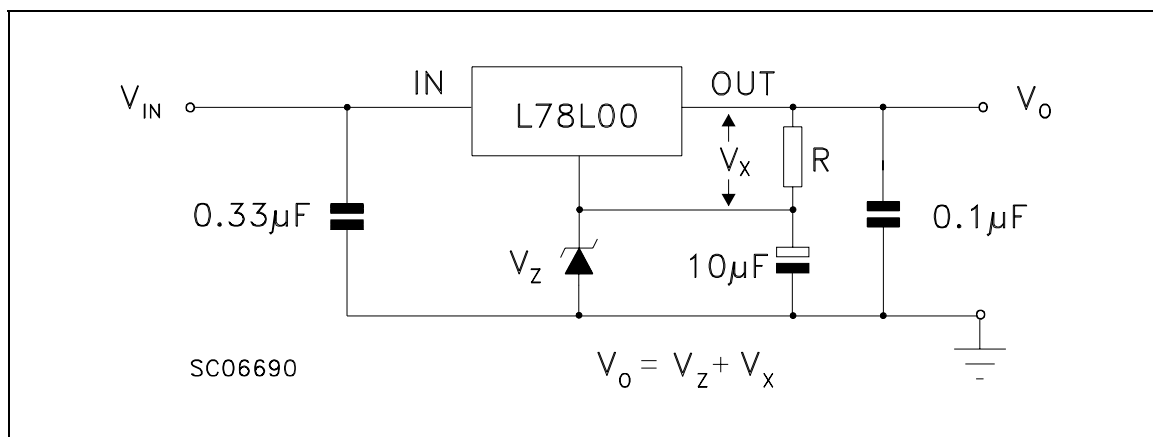 IN
OUT
V_IN
L78L00
V_O
V_X
R
0.33µF
0.1µF
V_Z
10µF
SC06690
V_O = V_Z + V_X